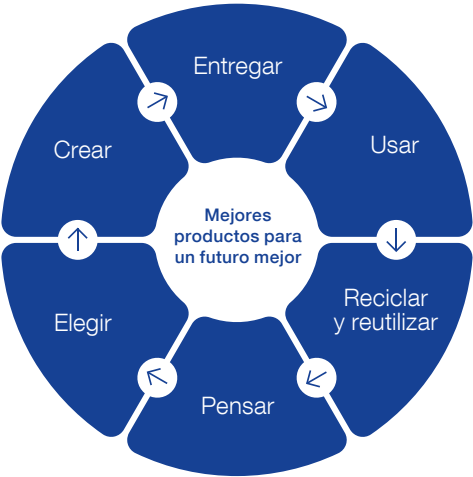 Entregar
Usar
Reciclar
y reutilizar
Pensar
Elegir
Crear
Mejores
productos para
un futuro mejor